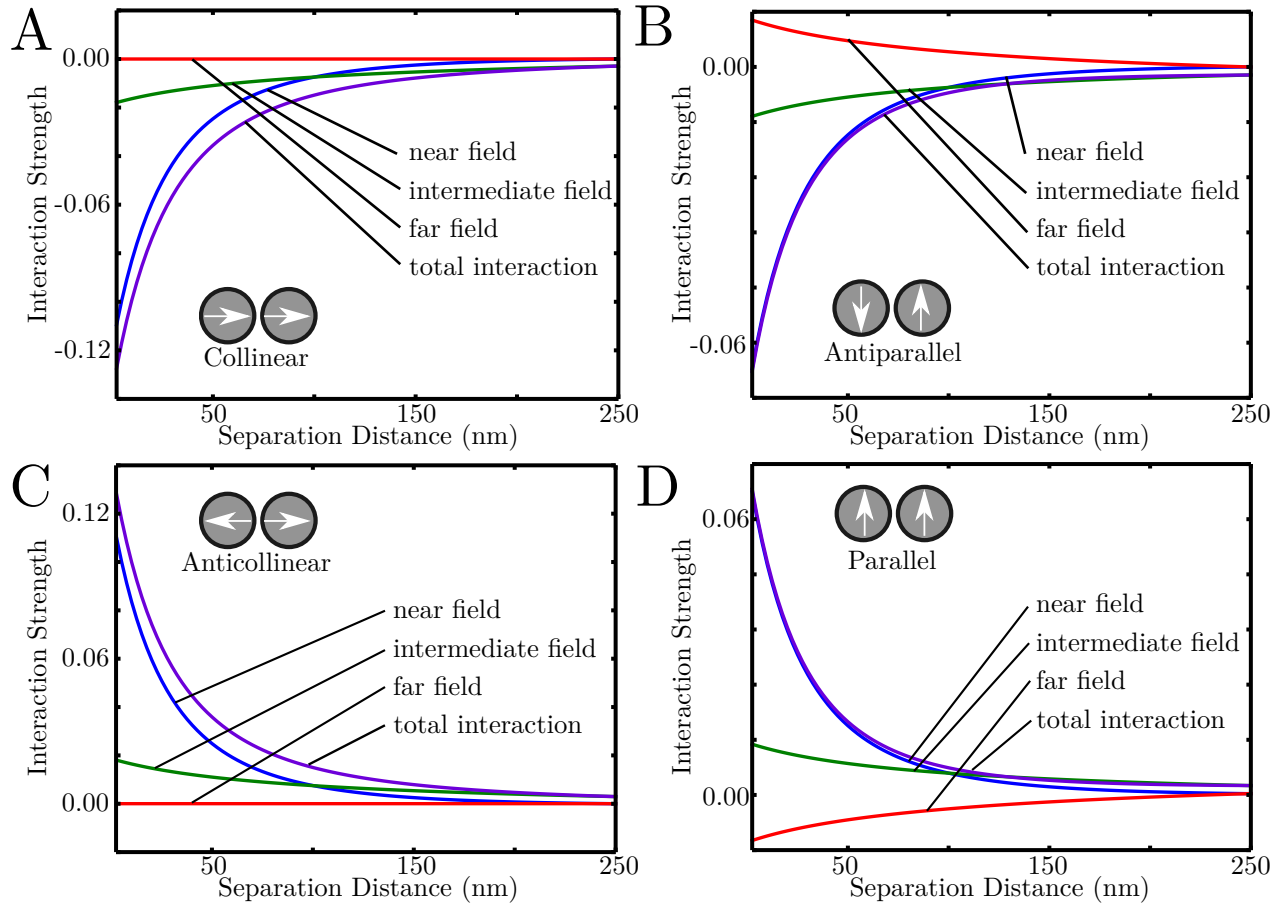 A
0.00
-0.06
-0.12
Interaction Strength
near field
intermediate field
far field
total interaction
Collinear
50
150
250
Separation Distance (nm)
B
0.00
-0.06
Interaction Strength
near field
intermediate field
far field
total interaction
Antiparallel
50
150
250
Separation Distance (nm)
C
0.12
0.06
0.00
Interaction Strength
Anticollinear
near field
intermediate field
far field
total interaction
50
150
250
Separation Distance (nm)
D
0.06
0.00
Interaction Strength
Parallel
near field
intermediate field
far field
total interaction
50
150
250
Separation Distance (nm)